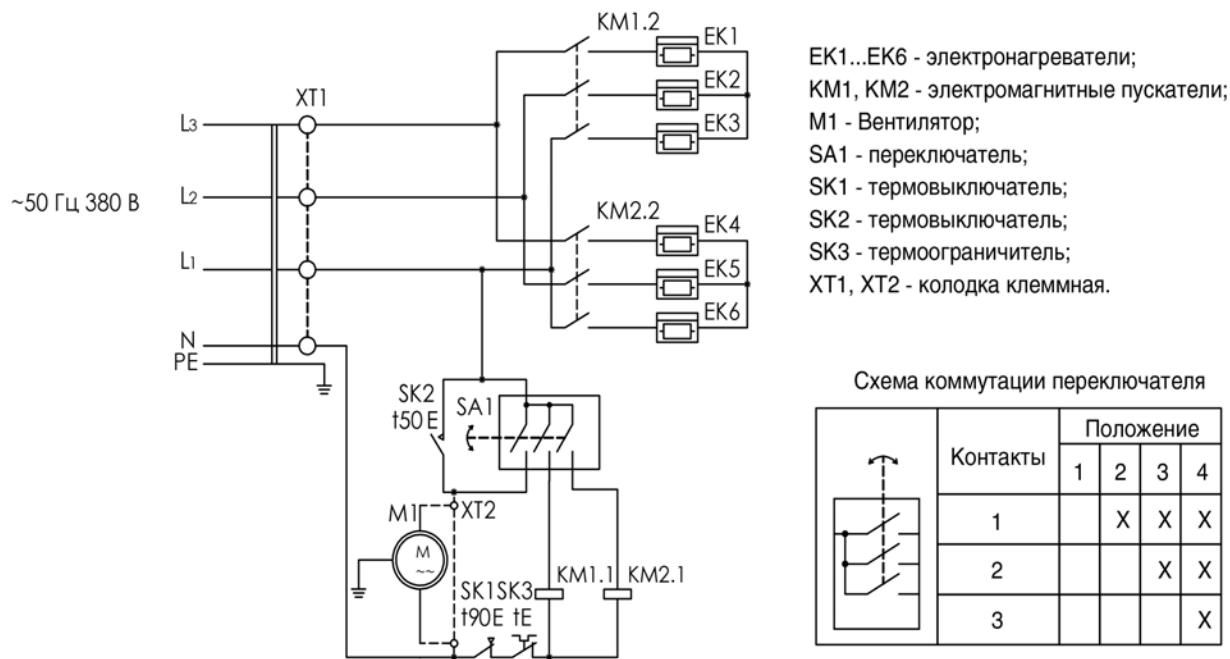 KM1.2
EK1
EK2
EK3
XT1
L3
L2
~50 Гц 380 В
L1
N
PE
KM2.2
EK4
EK5
EK6
EK1...EK6 - электронагреватели;
KM1, KM2 - электромагнитные пускатели;
M1 - Вентилятор;
SA1 - переключатель;
SK1 - термовыключатель;
SK2 - термовыключатель;
SK3 - термоограничитель;
XT1, XT2 - колодка клеммная.
SK2
t50 E
SA1
M1
XT2
M
~~
SK1 SK3
t90E tE
KM1.1
KM2.1
Схема коммутации переключателя
Контакты
Положение
1 2 3 4
1 X X X
2 X X
3 X